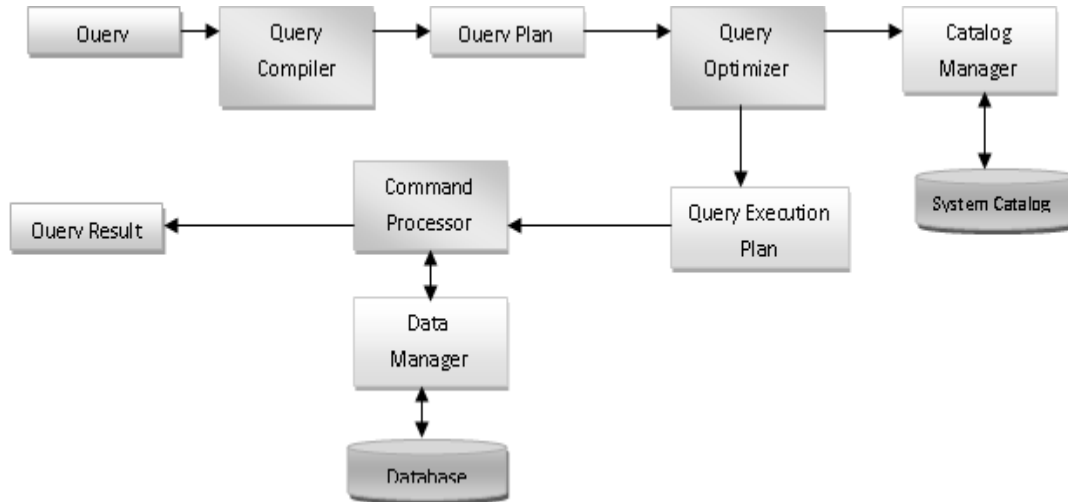 Query
Query
Compiler
Query Plan
Query
Optimizer
Catalog
Manager
System Catalog
Query Execution
Plan
Command
Processor
Query Result
Data
Manager
Database